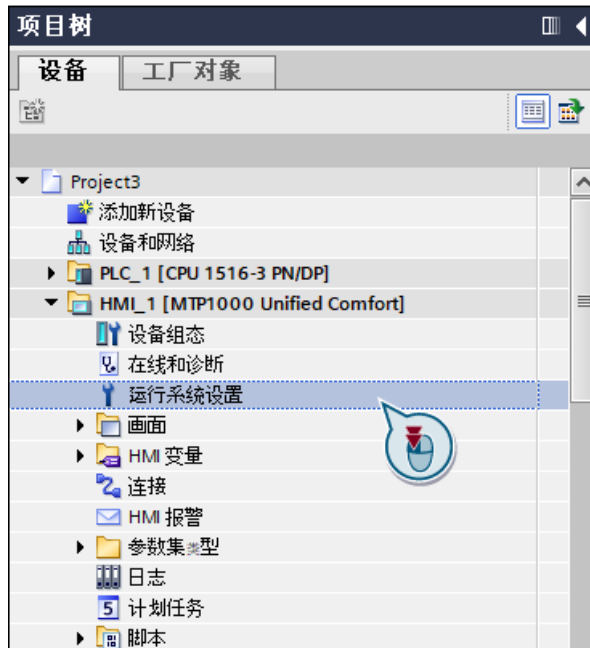 项目树
设备 工厂对象
Project3
添加新设备
设备和网络
PLC_1 [CPU 1516-3 PN/DP]
HMI_1 [MTP1000 Unified Comfort]
设备组态
在线和诊断
运行系统设置
画面
HMI 变量
连接
HMI 报警
参数集类型
日志
5 计划任务
脚本